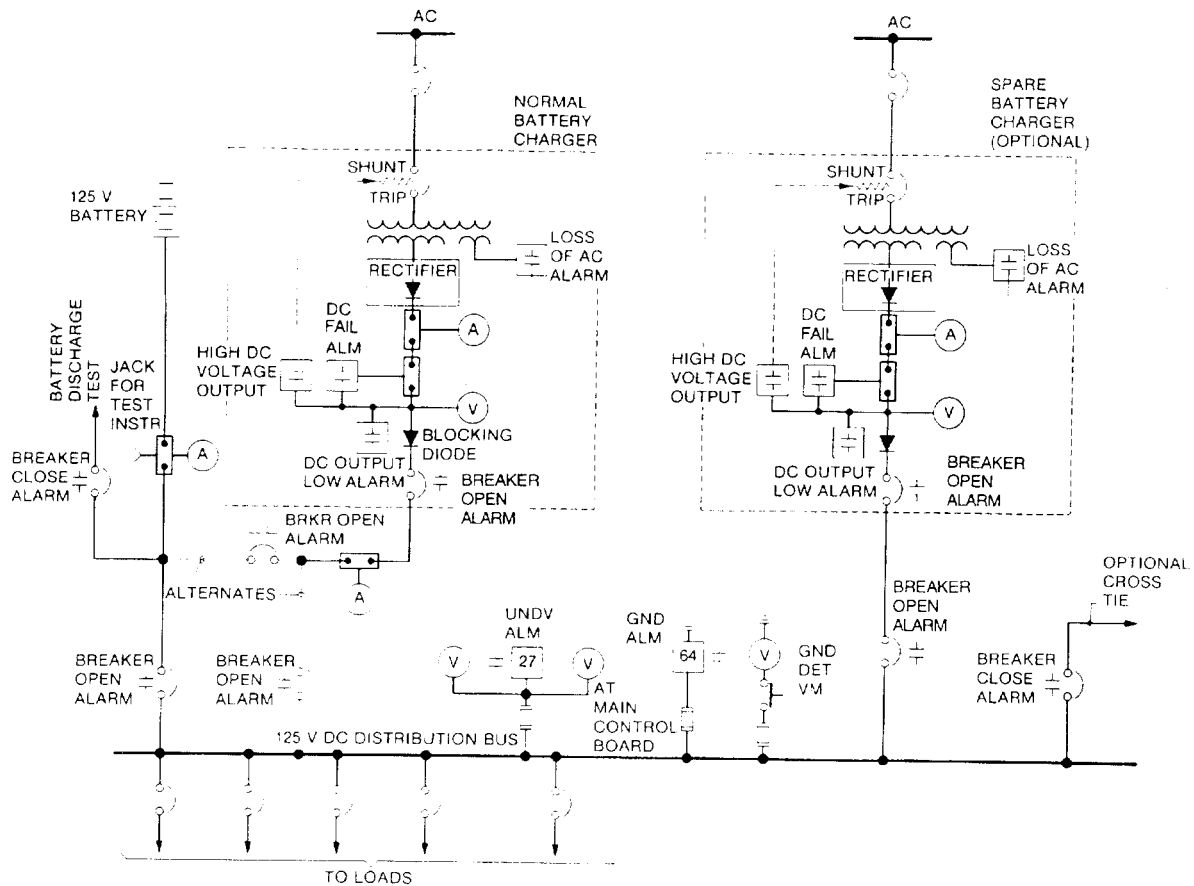 AC
AC
NORMAL
BATTERY
CHARGER
SPARE
BATTERY
CHARGER
(OPTIONAL)
SHUNT
TRIP
SHUNT
TRIP
125 V
BATTERY
LOSS
OF AC
ALARM
RECTIFIER
LOSS
OF AC
ALARM
RECTIFIER
DC
FAIL
ALM
A
DC
FAIL
ALM
A
BATTERY
DISCHARGE
TEST
JACK
FOR
TEST
INSTR
HIGH DC
VOLTAGE
OUTPUT
V
HIGH DC
VOLTAGE
OUTPUT
V
BLOCKING
DIODE
A
BREAKER
CLOSE
ALARM
DC OUTPUT
LOW ALARM
BREAKER
OPEN
ALARM
DC OUTPUT
LOW ALARM
BREAKER
OPEN
ALARM
BRKR OPEN
ALARM
A
ALTERNATES
OPTIONAL
CROSS
TIE
BREAKER
OPEN
ALARM
UNDV
ALM
GND
ALM
BREAKER
OPEN
ALARM
BREAKER
OPEN
ALARM
V
27
V
64
V
GND
DET
VM
BREAKER
CLOSE
ALARM
AT
MAIN
CONTROL
BOARD
125 V DC DISTRIBUTION BUS
TO LOADS